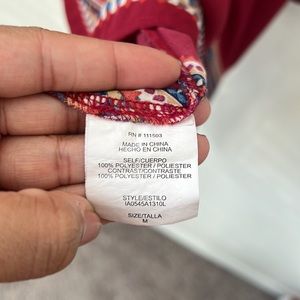 RN # 111503
MADE IN CHINA
HECHO EN CHINA
SELF/CUERPO
100% POLYESTER / POLIESTER
CONTRAST/CONTRASTE
100% POLYESTER / POLIESTER
STYLE/ESTILO
IA0545A1310L
SIZE/TALLA
M